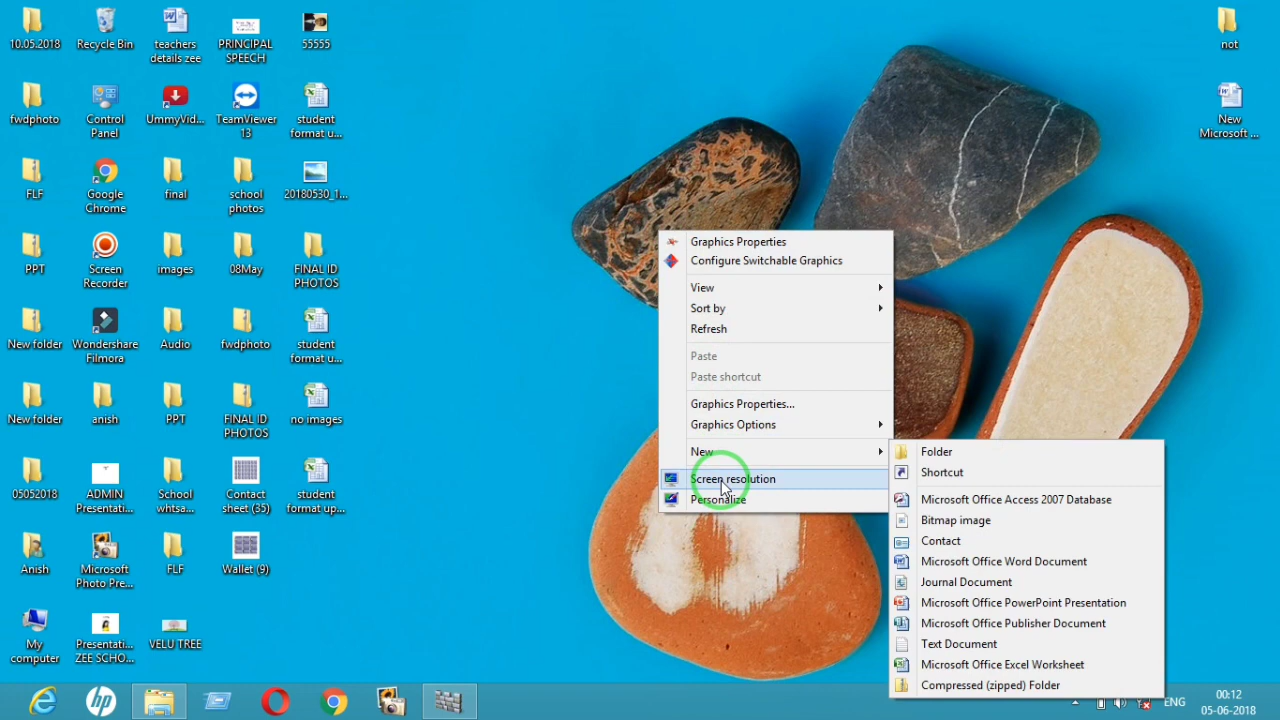 10.05.2018
Recycle Bin
teachers
details zee
PRINCIPAL
SPEECH
55555
not
fwdphoto
Control
Panel
UmmyVid...
TeamViewer
13
student
format u...
New
Microsoft ...
FLF
Google
Chrome
final
school
photos
20180530_1...
PPT
Screen
Recorder
images
08May
FINAL ID
PHOTOS
New folder
Wondershare
Filmora
Audio
fwdphoto
student
format u...
New folder
anish
PPT
FINAL ID
PHOTOS
no images
05052018
ADMIN
Presentati...
School
whtsa...
Contact
sheet (35)
student
format up...
Anish
Microsoft
Photo Pre...
FLF
Wallet (9)
My
computer
Presentati...
ZEE SCHO...
VELU TREE
Graphics Properties
Configure Switchable Graphics
View
Sort by
Refresh
Paste
Paste shortcut
Graphics Properties...
Graphics Options
New
Screen resolution
Personalize
Folder
Shortcut
Microsoft Office Access 2007 Database
Bitmap image
Contact
Microsoft Office Word Document
Journal Document
Microsoft Office PowerPoint Presentation
Microsoft Office Publisher Document
Text Document
Microsoft Office Excel Worksheet
Compressed (zipped) Folder
hp
ENG
00:12
05-06-2018